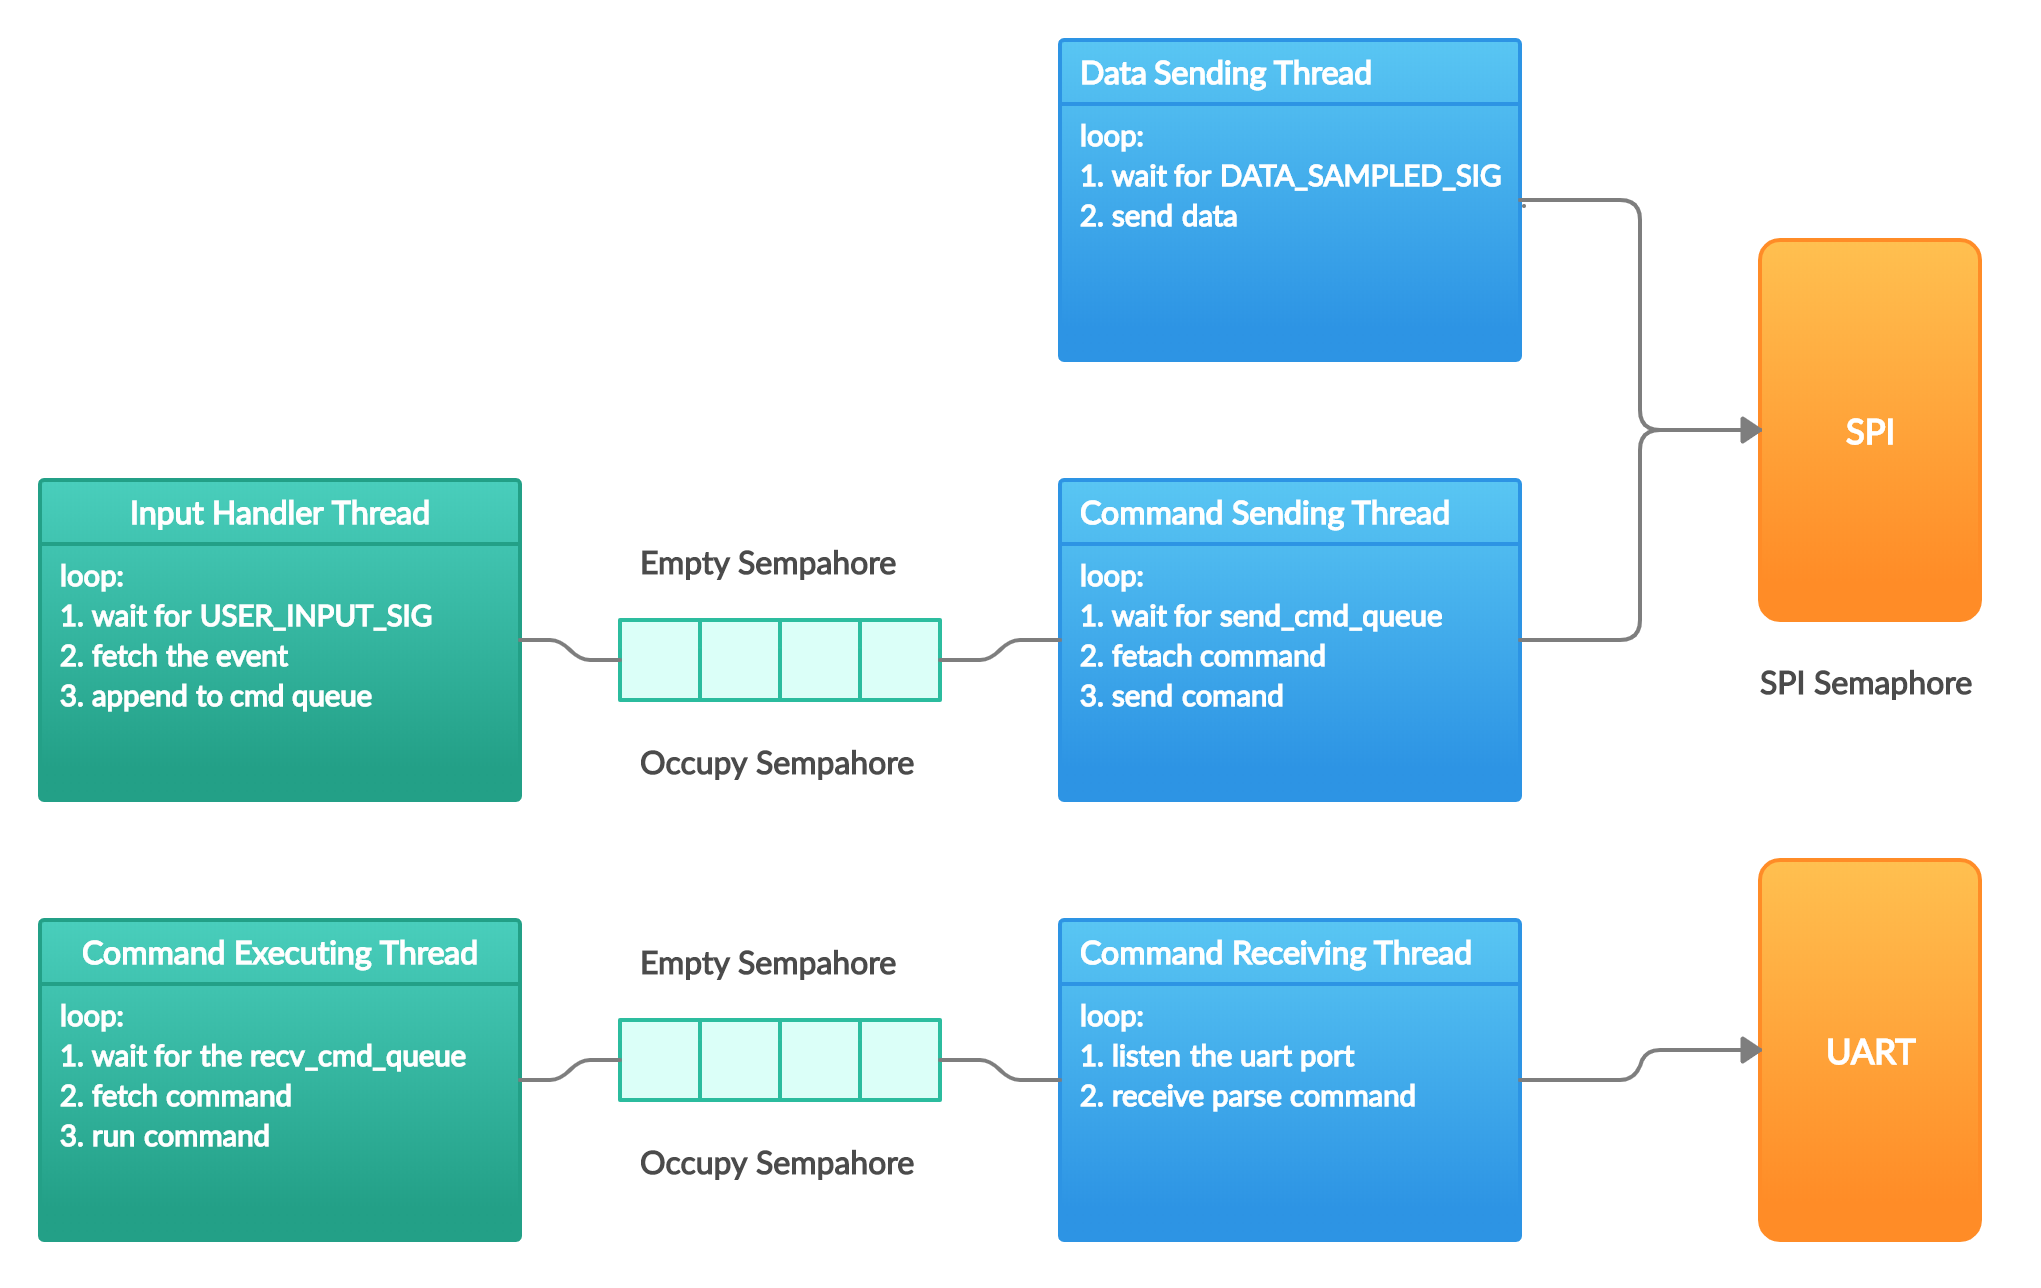 Data Sending Thread
loop:
1. wait for DATA_SAMPLED_SIG
2. send data
SPI
SPI Semaphore
Input Handler Thread
loop:
1. wait for USER_INPUT_SIG
2. fetch the event
3. append to cmd queue
Empty Sempahore
Occupy Sempahore
Command Sending Thread
loop:
1. wait for send_cmd_queue
2. fetach command
3. send comand
Command Executing Thread
loop:
1. wait for the recv_cmd_queue
2. fetch command
3. run command
Empty Sempahore
Occupy Sempahore
Command Receiving Thread
loop:
1. listen the uart port
2. receive parse command
UART